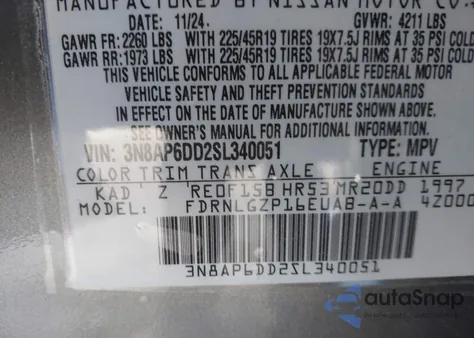 MANUFACTURED BY NISSAN MOTOR CO.
DATE: 11/24 GVWR: 4211 LBS
GAWR FR: 2260 LBS WITH 225/45R19 TIRES 19X7.5J RIMS AT 35 PSI COLD
GAWR RR: 1973 LBS WITH 225/45R19 TIRES 19X7.5J RIMS AT 35 PSI COLD
THIS VEHICLE CONFORMS TO ALL APPLICABLE FEDERAL MOTOR
VEHICLE SAFETY AND THEFT PREVENTION STANDARDS
IN EFFECT ON THE DATE OF MANUFACTURE SHOWN ABOVE.
SEE OWNER'S MANUAL FOR ADDITIONAL INFORMATION.
VIN: 3N8AP6DD2SL340051 TYPE: MPV
COLOR TRIM TRANS AXLE ENGINE
KAD Z RE0F15B HR53 MR20DD 1997
FDRNLGZP16EUAB-A-A 42000
3N8AP6DD2SL340051
autoSnap